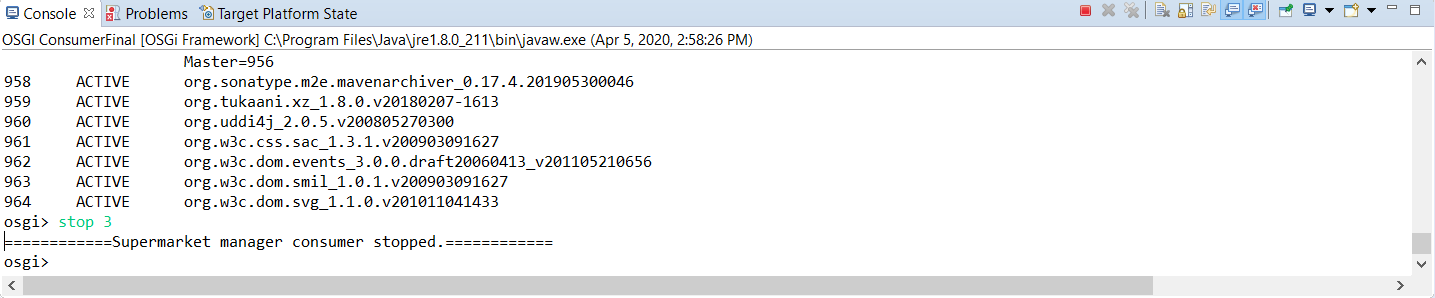 Console Problems Target Platform State
OSGI ConsumerFinal [OSGi Framework] C:\Program Files\Java\jre1.8.0_211\bin\javaw.exe (Apr 5, 2020, 2:58:26 PM)
Master=956
958 ACTIVE org.sonatype.m2e.mavenarchiver_0.17.4.201905300046
959 ACTIVE org.tukaani.xz_1.8.0.v20180207-1613
960 ACTIVE org.uddi4j_2.0.5.v200805270300
961 ACTIVE org.w3c.css.sac_1.3.1.v200903091627
962 ACTIVE org.w3c.dom.events_3.0.0.draft20060413_v201105210656
963 ACTIVE org.w3c.dom.smil_1.0.1.v200903091627
964 ACTIVE org.w3c.dom.svg_1.1.0.v201011041433
osgi> stop 3
============Supermarket manager consumer stopped.============
osgi>